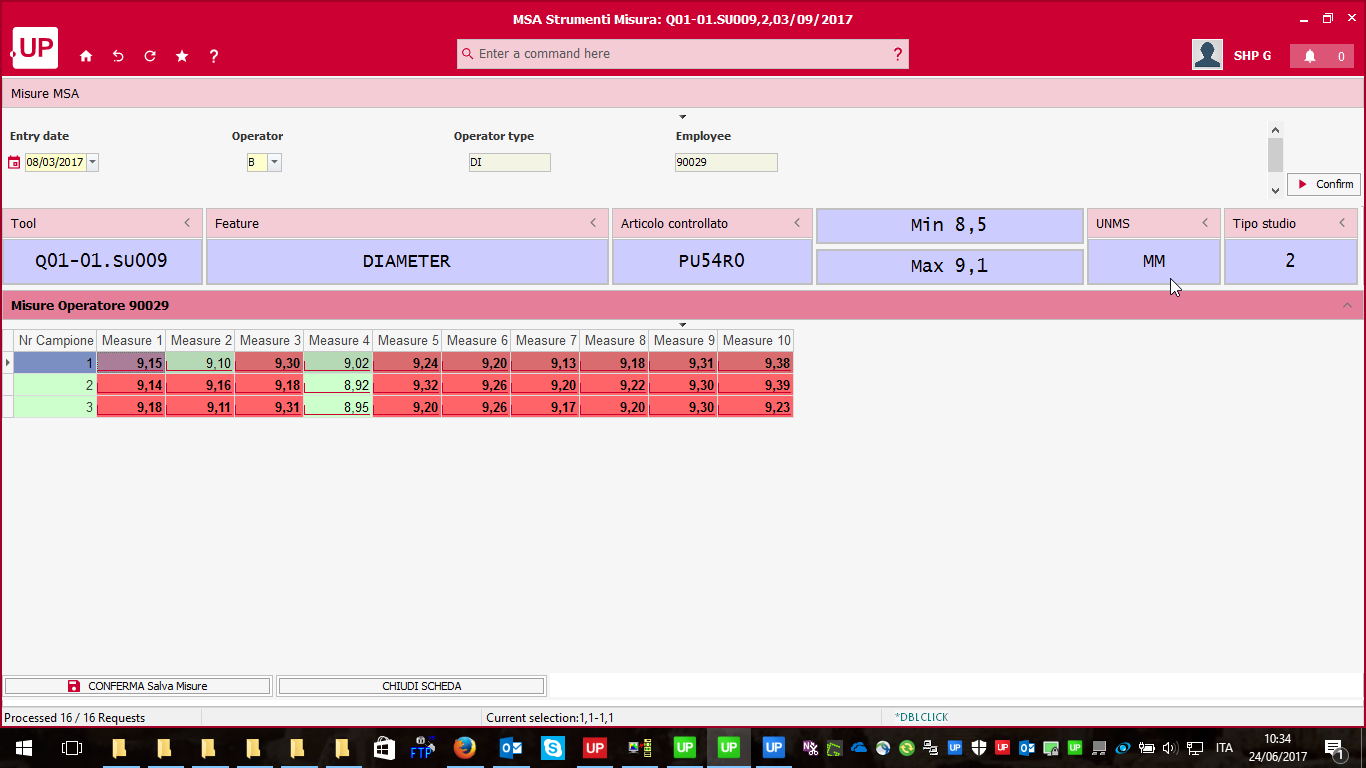 MSA Strumenti Misura: Q01-01.SU009,2,03/09/2017
UP
?
Enter a command here
?
SHP G
0
Misure MSA
Entry date Operator Operator type Employee
08/03/2017 B DI 90029
Confirm
Tool Feature Articolo controllato Min 8,5 UNMS Tipo studio
Q01-01.SU009 DIAMETER PU54R0 Max 9,1 MM 2
Misure Operatore 90029
Nr Campione Measure 1 Measure 2 Measure 3 Measure 4 Measure 5 Measure 6 Measure 7 Measure 8 Measure 9 Measure 10
1 9,15 9,10 9,30 9,02 9,24 9,20 9,13 9,18 9,31 9,38
2 9,14 9,16 9,18 8,92 9,32 9,26 9,20 9,22 9,30 9,39
3 9,18 9,11 9,31 8,95 9,20 9,26 9,17 9,20 9,30 9,23
CONFERMA Salva Misure CHIUDI SCHEDA
Processed 16 / 16 Requests Current selection:1,1-1,1 *DBLCLICK
FTP UP UP UP UP ITA 10:34
24/06/2017
1